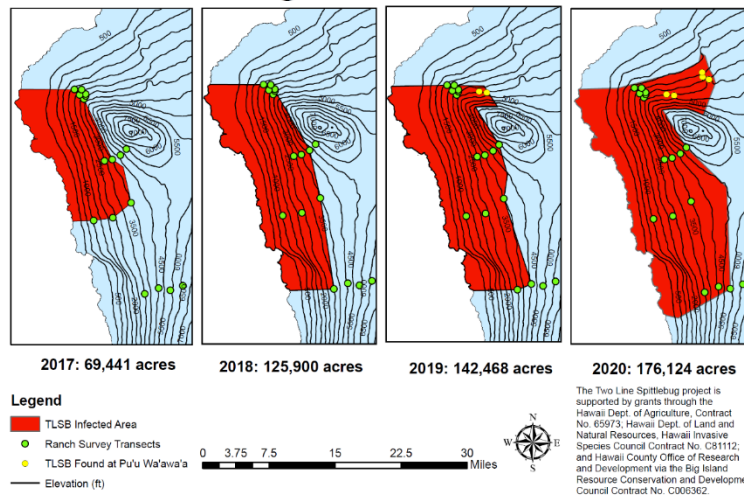 2017: 69,441 acres
2018: 125,900 acres
2019: 142,468 acres
2020: 176,124 acres
Legend
TLSB Infected Area
Ranch Survey Transects
TLSB Found at Pu'u Wa'awa'a
Elevation (ft)
0 3.75 7.5 15 22.5 30
Miles
N
W E
S
The Two Line Spittlebug project is
supported by grants through the
Hawaii Dept. of Agriculture, Contract
No. 65973; Hawaii Dept. of Land and
Natural Resources, Hawaii Invasive
Species Council Contract No. C81112;
and Hawaii County Office of Research
and Development via the Big Island
Resource Conservation and Developme
Council Contract No. C006362.